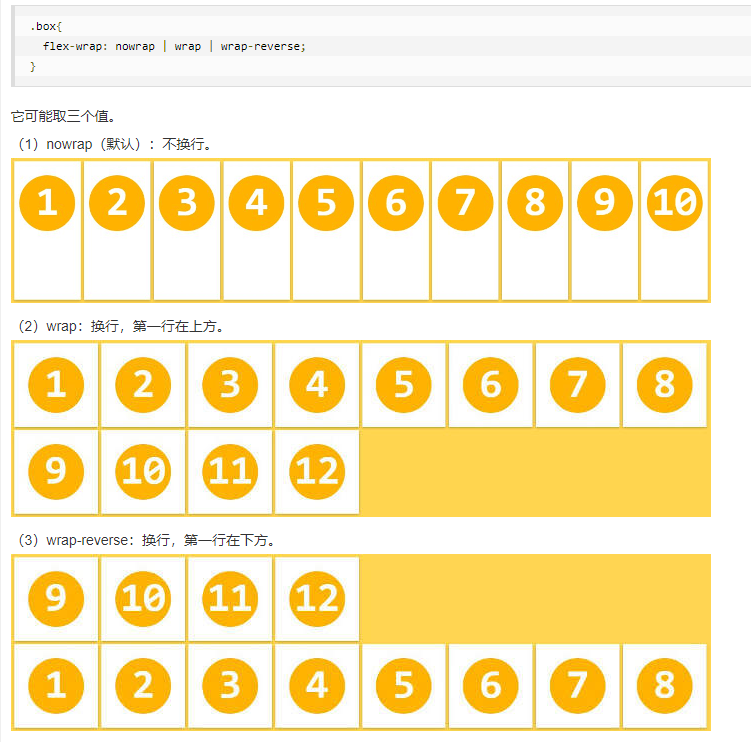 .box{
flex-wrap: nowrap | wrap | wrap-reverse;
}
它可能取三个值。
（1）nowrap（默认）：不换行。
1 2 3 4 5 6 7 8 9 10
（2）wrap：换行，第一行在上方。
1 2 3 4 5 6 7 8
9 10 11 12
（3）wrap-reverse：换行，第一行在下方。
9 10 11 12
1 2 3 4 5 6 7 8